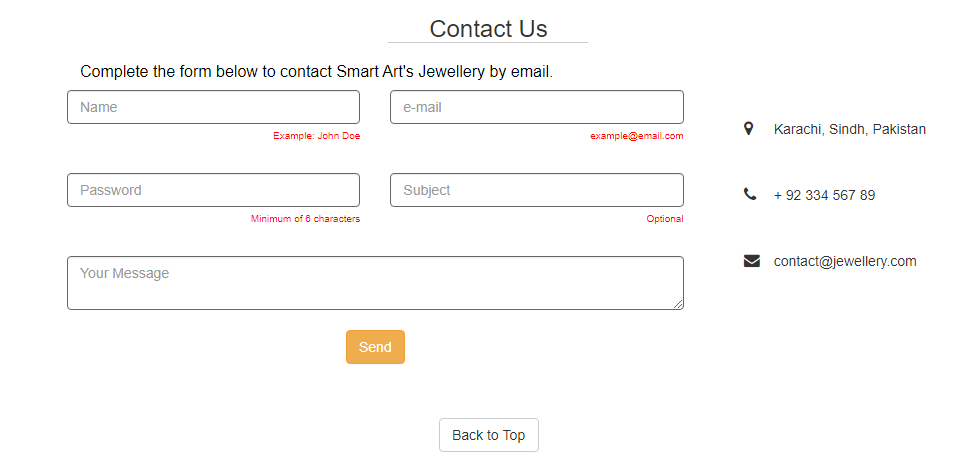 Contact Us
Complete the form below to contact Smart Art's Jewellery by email.
Name
e-mail
Example: John Doe
example@email.com
Password
Subject
Minimum of 6 characters
Optional
Your Message
Send
Karachi, Sindh, Pakistan
+ 92 334 567 89
contact@jewellery.com
Back to Top